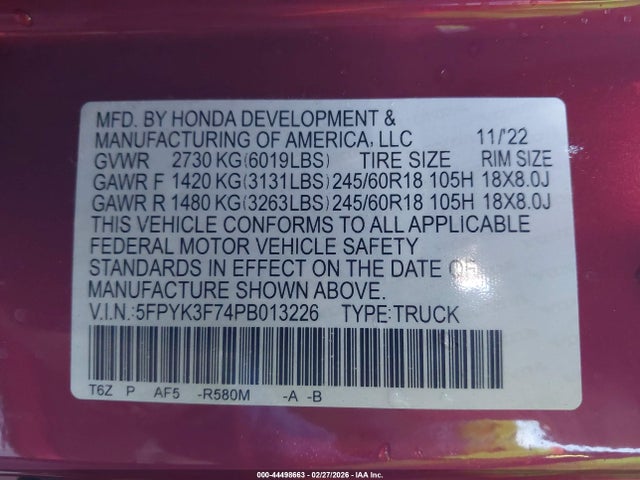 MFD. BY HONDA DEVELOPMENT &
MANUFACTURING OF AMERICA, LLC 11/'22
GVWR 2730 KG(6019LBS) TIRE SIZE RIM SIZE
GAWR F 1420 KG(3131LBS) 245/60R18 105H 18X8.0J
GAWR R 1480 KG(3263LBS) 245/60R18 105H 18X8.0J
THIS VEHICLE CONFORMS TO ALL APPLICABLE
FEDERAL MOTOR VEHICLE SAFETY
STANDARDS IN EFFECT ON THE DATE OF
MANUFACTURE SHOWN ABOVE.
V.I.N.:5FPYK3F74PB013226 TYPE:TRUCK
T6Z P AF5 -R580M -A -B
000-44498663 - 02/27/2026 - IAA Inc.